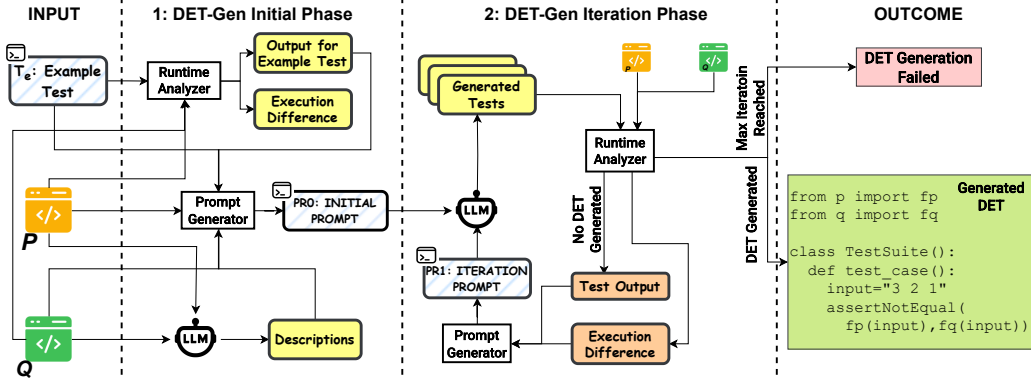 INPUT
1: DET-Gen Initial Phase
2: DET-Gen Iteration Phase
OUTCOME
Te: Example
Test
Runtime
Analyzer
Output for
Example Test
Execution
Difference
P
Q
Prompt
Generator
PR0: INITIAL
PROMPT
LLM
Descriptions
Generated
Tests
LLM
PR1: ITERATION
PROMPT
Prompt
Generator
P
Q
Runtime
Analyzer
No DET
Generated
Test Output
Execution
Difference
Max Iteratoin
Reached
DET Generated
DET Generation
Failed
Generated
DET
from p import fp
from q import fq
class TestSuite():
def test_case():
input="3 2 1"
assertNotEqual(
fp(input),fq(input))